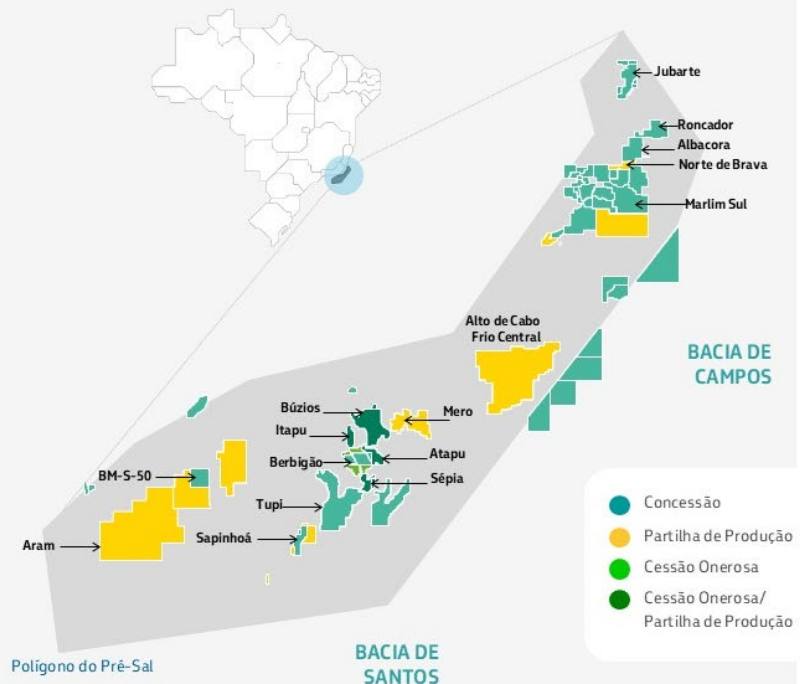 Jubarte
Roncador
Albacora
Norte de Brava
Marlim Sul
Alto de Cabo
Frio Central
BACIA DE
CAMPOS
Búzios
Mero
Itapu
Atapu
Berbigão
Sépia
BM-S-50
Tupi
Sapinhoá
Aram
Concessão
Partilha de Produção
Cessão Onerosa
Cessão Onerosa/
Partilha de Produção
Polígono do Pré-Sal
BACIA DE
SANTOS